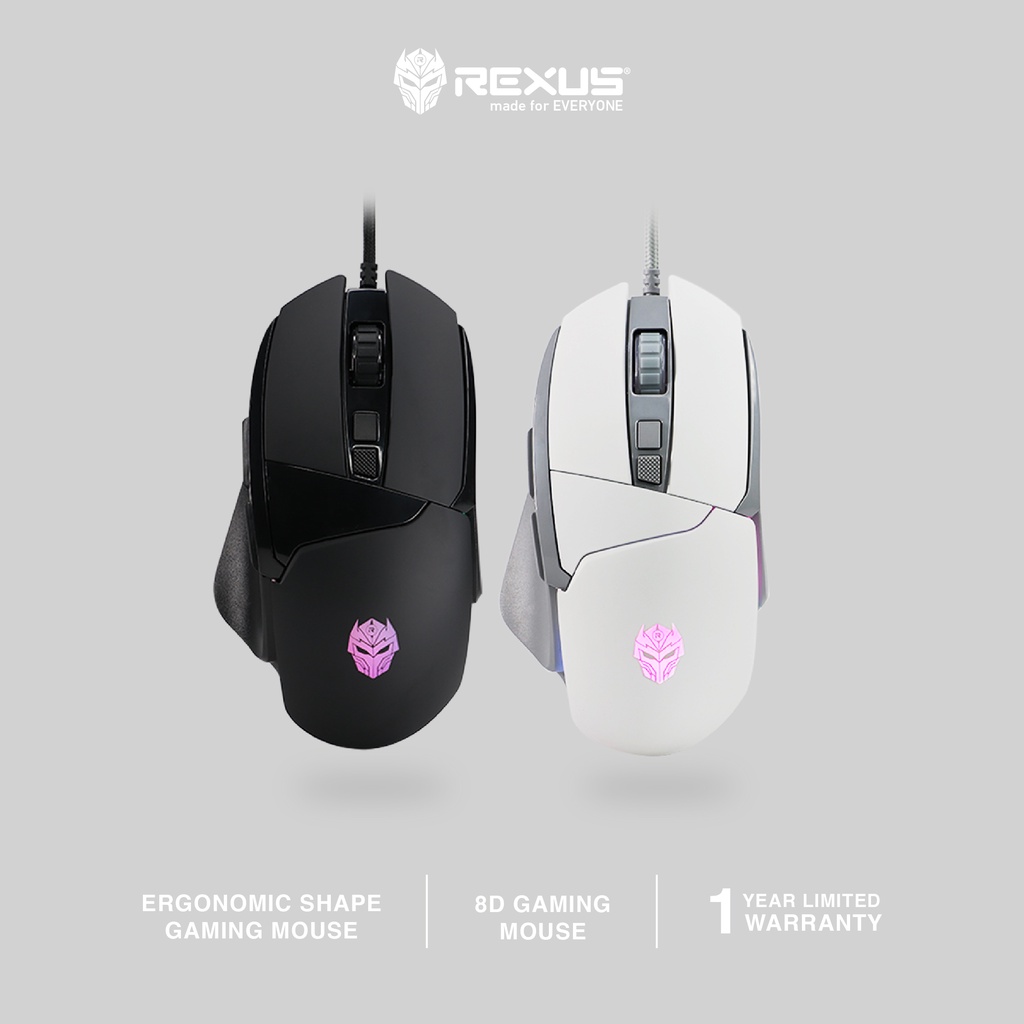 REXUS®
made for EVERYONE
ERGONOMIC SHAPE
GAMING MOUSE
8D GAMING
MOUSE
1 YEAR LIMITED
WARRANTY